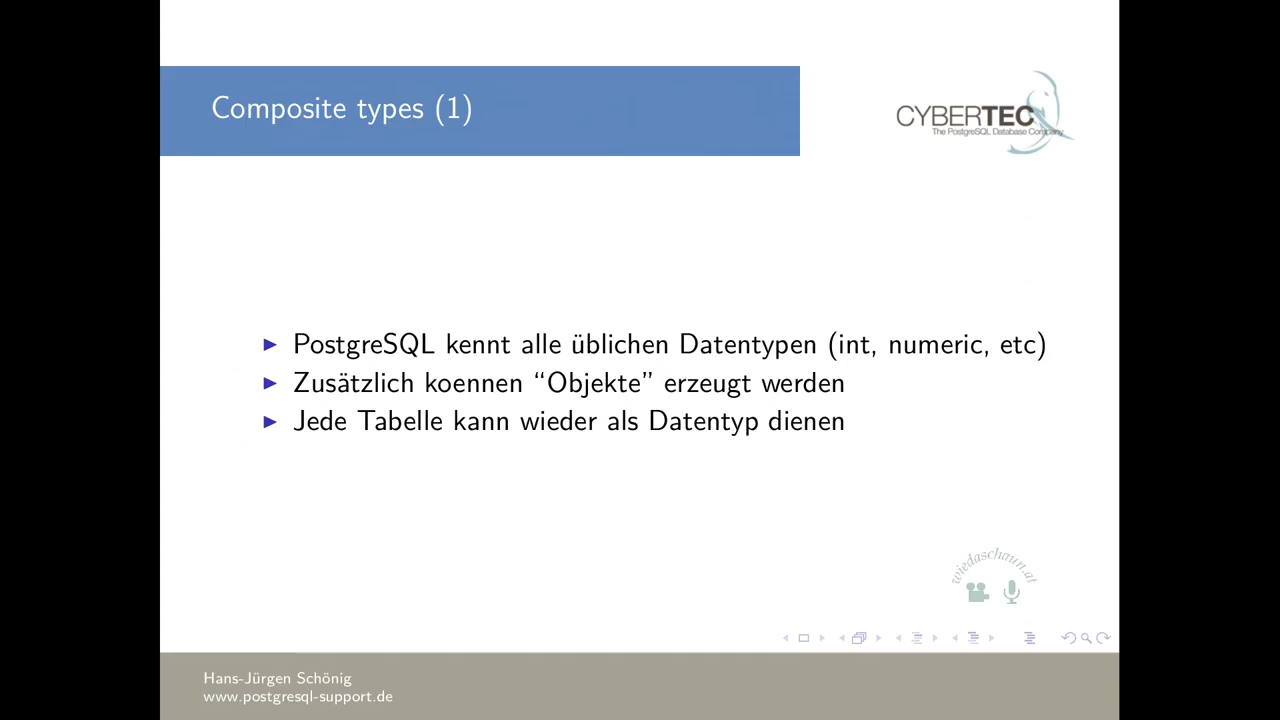 Composite types (1)
CYBERTEC
The PostgreSQL Database Company
▶ PostgreSQL kennt alle üblichen Datentypen (int, numeric, etc)
▶ Zusätzlich koennen “Objekte” erzeugt werden
▶ Jede Tabelle kann wieder als Datentyp dienen
wiedaschaun.at
Hans-Jürgen Schönig
www.postgresql-support.de